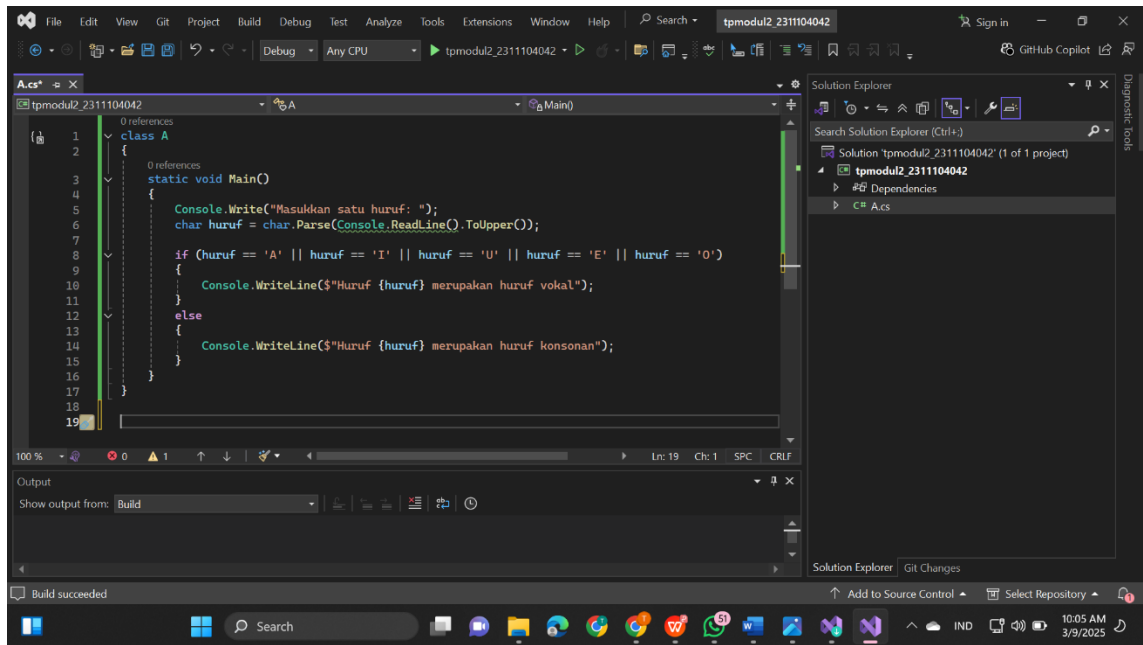 File Edit View Git Project Build Debug Test Analyze Tools Extensions Window Help Search tpmodul2_2311104042 Sign in
Debug Any CPU tpmodul2_2311104042 GitHub Copilot
A.cs*
tpmodul2_2311104042 A Main()
0 references
1 class A
2 {
0 references
3 static void Main()
4 {
5 Console.Write("Masukkan satu huruf: ");
6 char huruf = char.Parse(Console.ReadLine().ToUpper());
7
8 if (huruf == 'A' || huruf == 'I' || huruf == 'U' || huruf == 'E' || huruf == 'O')
9 {
10 Console.WriteLine($"Huruf {huruf} merupakan huruf vokal");
11 }
12 else
13 {
14 Console.WriteLine($"Huruf {huruf} merupakan huruf konsonan");
15 }
16 }
17 }
18
19
100 % 0 1 Ln: 19 Ch: 1 SPC CRLF
Output
Show output from: Build
Solution Explorer
Search Solution Explorer (Ctrl+;)
Solution 'tpmodul2_2311104042' (1 of 1 project)
tpmodul2_2311104042
Dependencies
C# A.cs
Solution Explorer Git Changes
Diagnostic Tools
Build succeeded Add to Source Control Select Repository
Search 51 IND 10:05 AM
3/9/2025